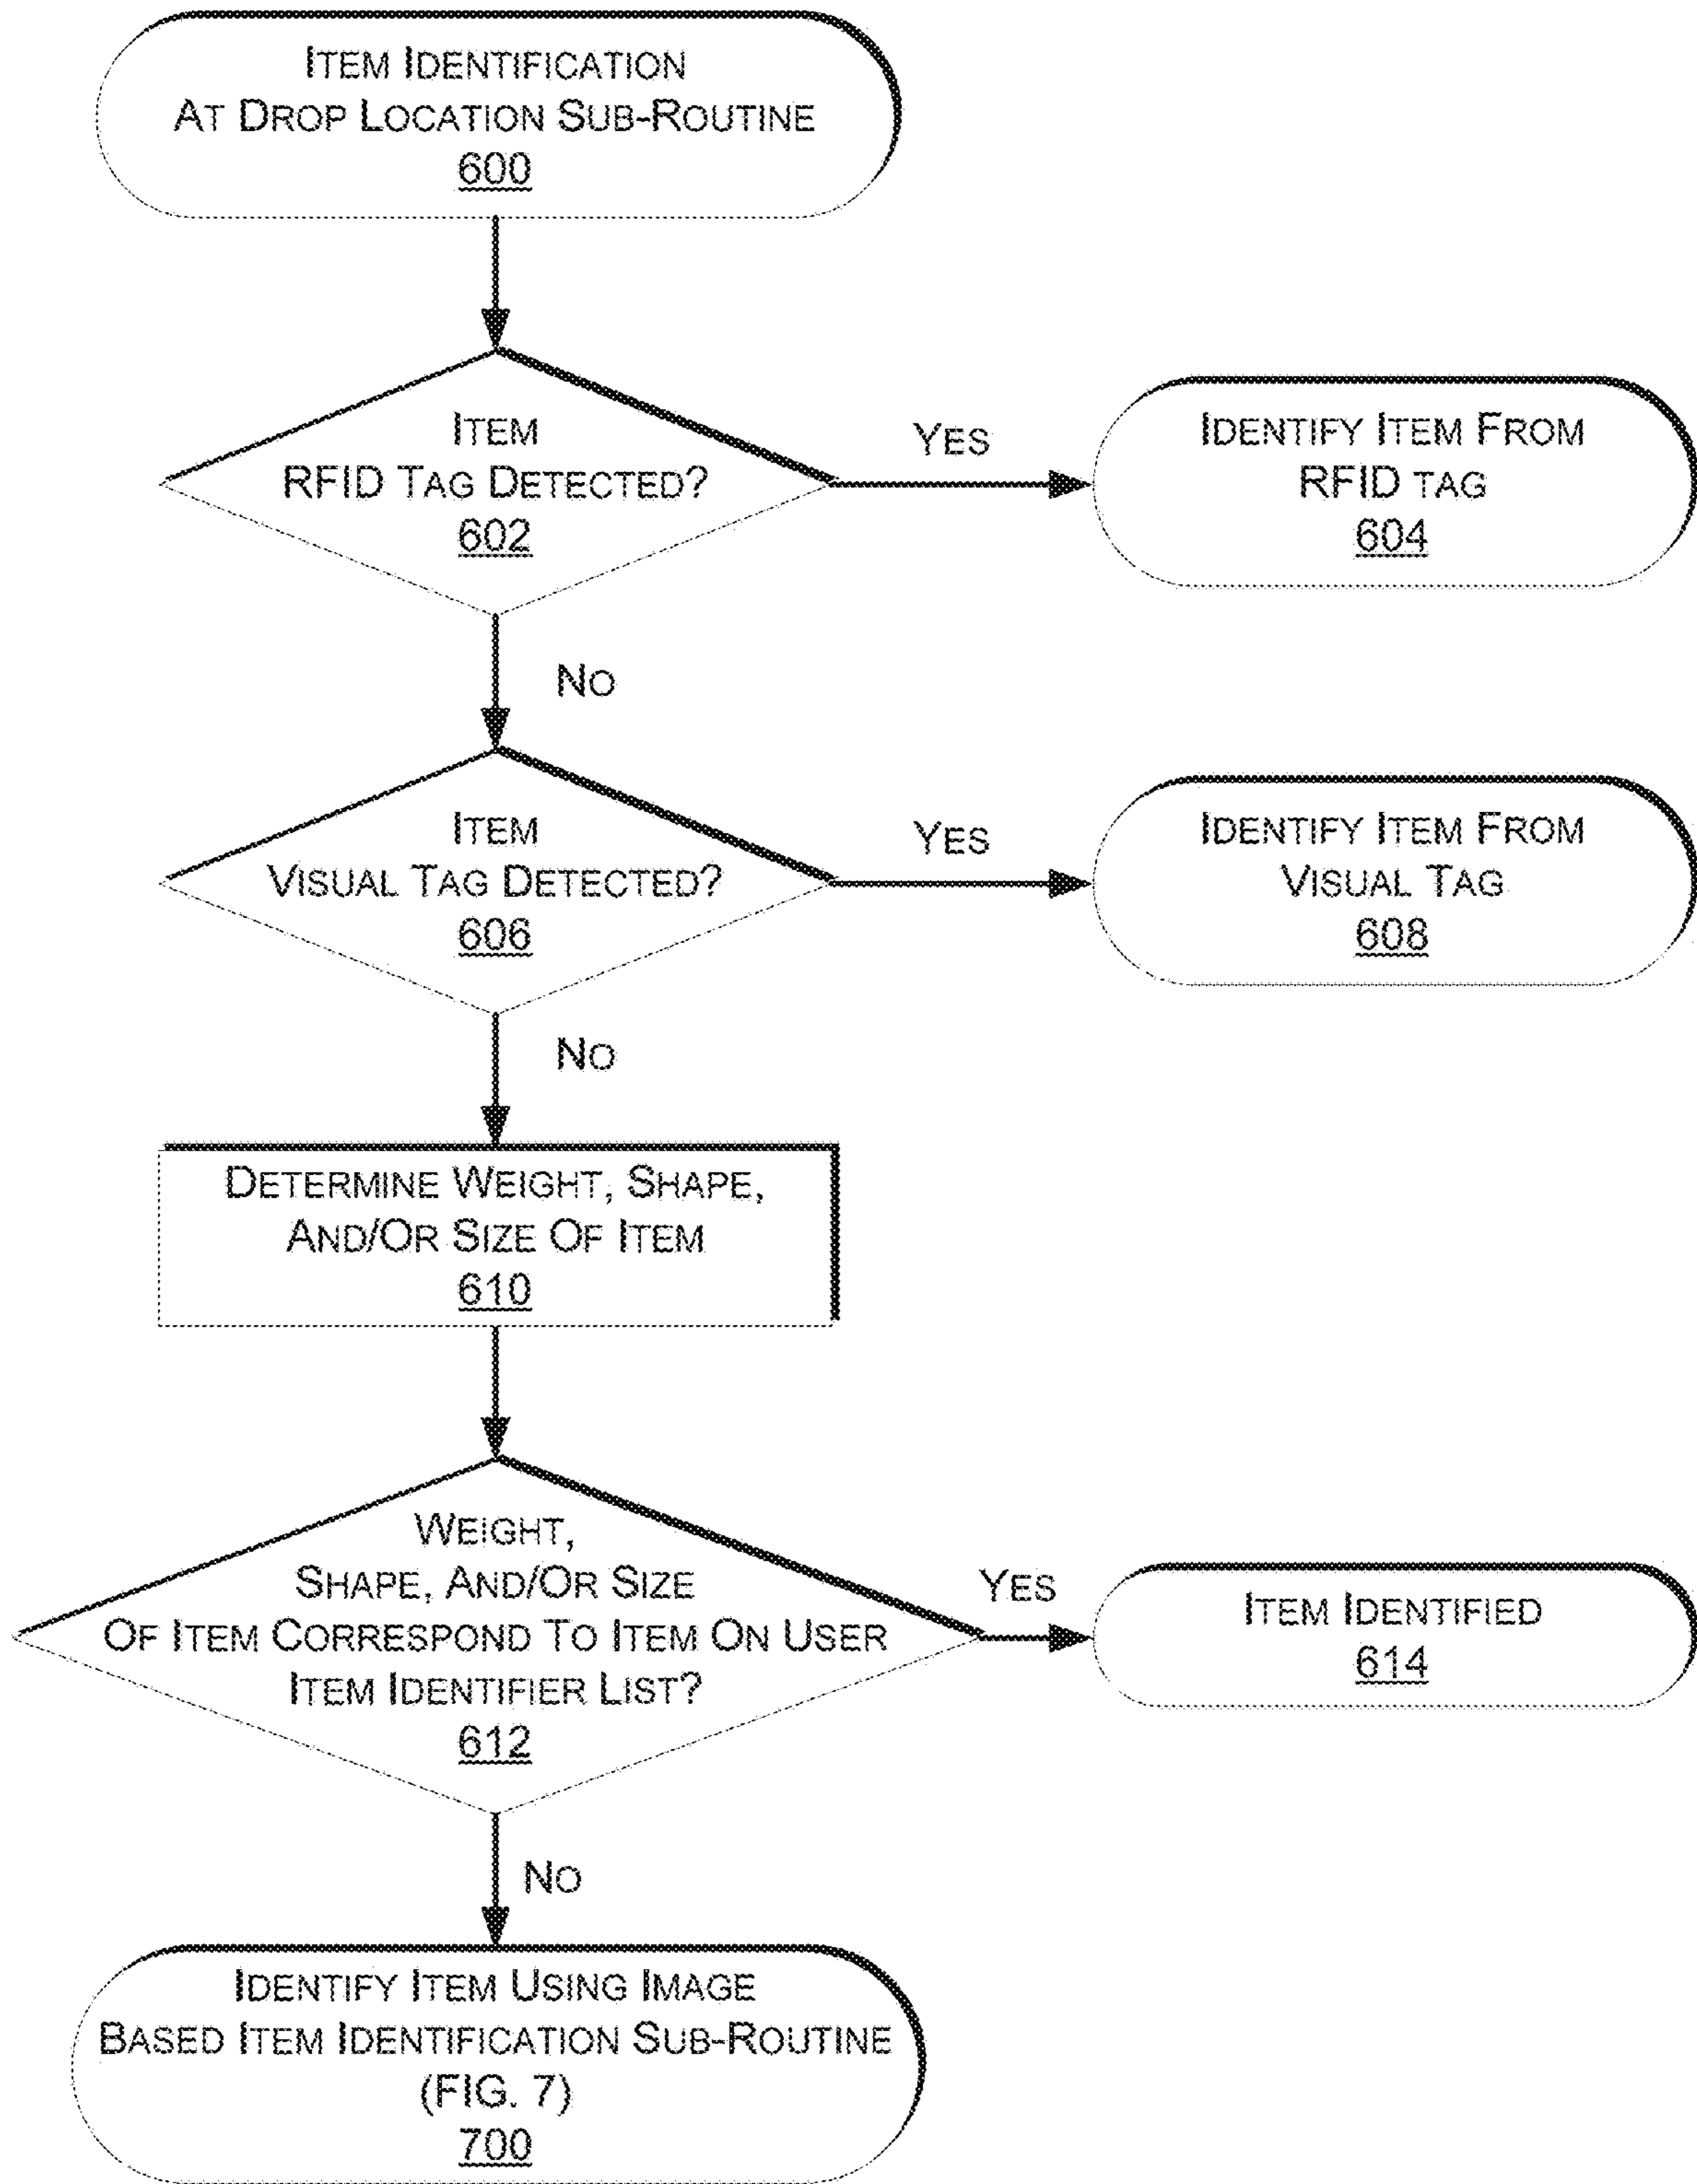 ITEM IDENTIFICATION
AT DROP LOCATION SUB-ROUTINE
600
ITEM
RFID TAG DETECTED?
602
YES
IDENTIFY ITEM FROM
RFID TAG
604
NO
ITEM
VISUAL TAG DETECTED?
606
YES
IDENTIFY ITEM FROM
VISUAL TAG
608
NO
DETERMINE WEIGHT, SHAPE,
AND/OR SIZE OF ITEM
610
WEIGHT,
SHAPE, AND/OR SIZE
OF ITEM CORRESPOND TO ITEM ON USER
ITEM IDENTIFIER LIST?
612
YES
ITEM IDENTIFIED
614
NO
IDENTIFY ITEM USING IMAGE
BASED ITEM IDENTIFICATION SUB-ROUTINE
(FIG. 7)
700